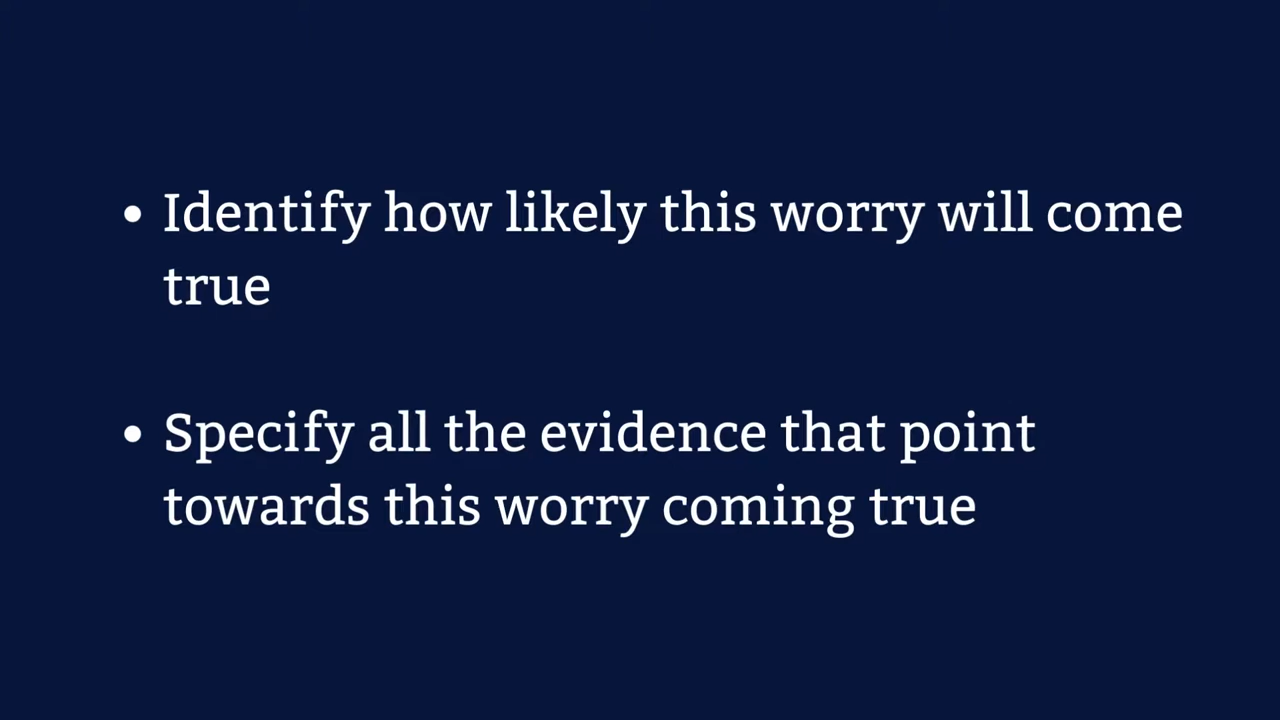 • Identify how likely this worry will come
true
• Specify all the evidence that point
towards this worry coming true